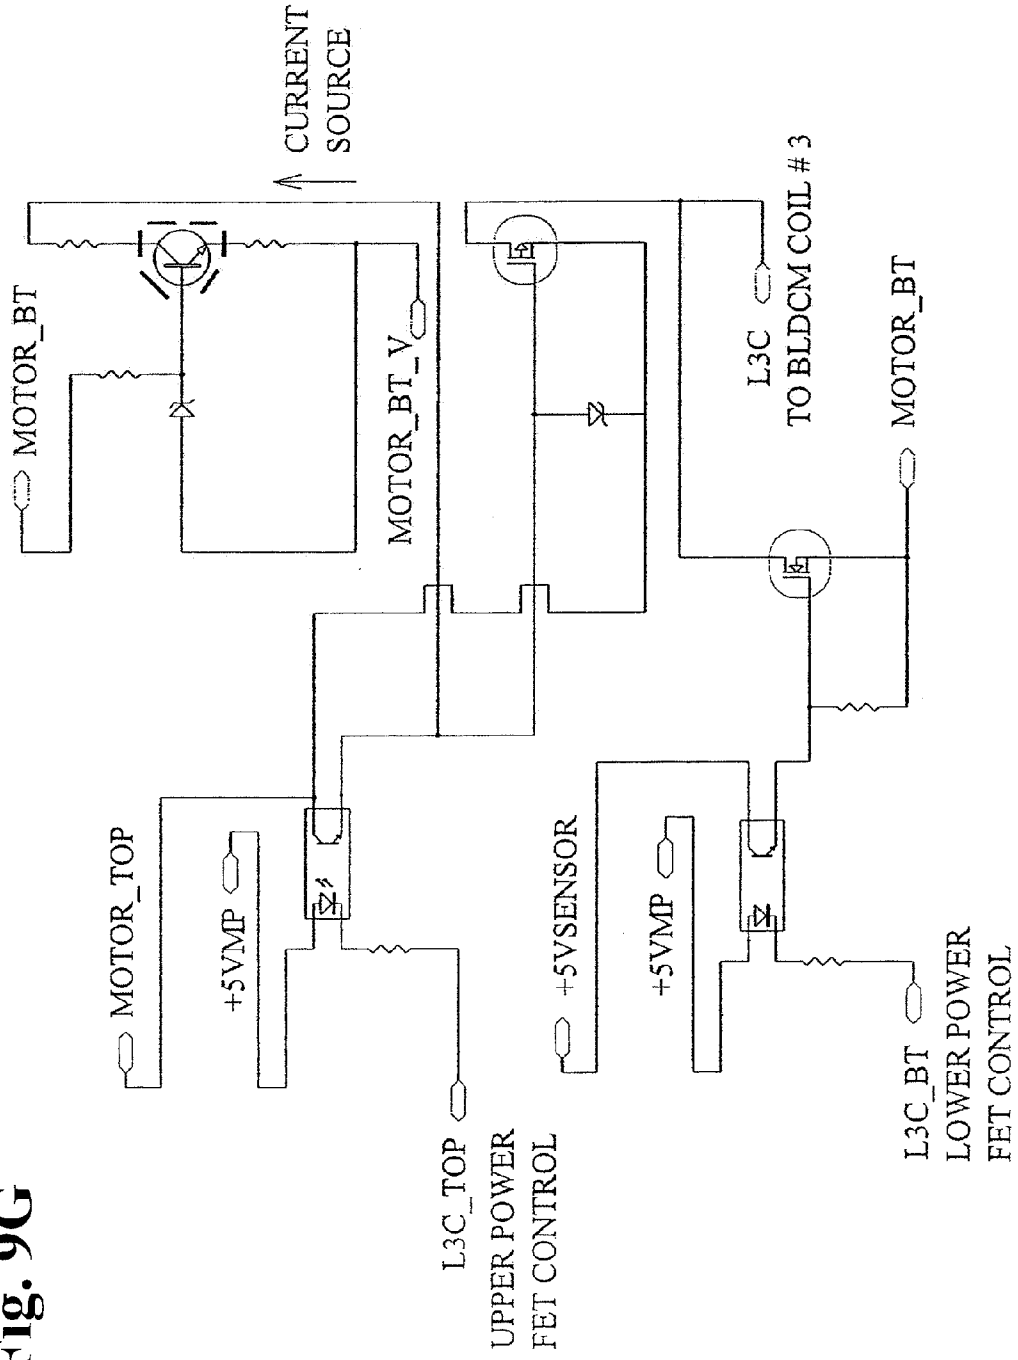 Fig. 9G
MOTOR_BT
MOTOR_TOP
+5VMP
CURRENT
SOURCE
MOTOR_BT_V
L3C_TOP
UPPER POWER
FET CONTROL
+5VSENSOR
+5VMP
L3C
TO BLDCM COIL # 3
MOTOR_BT
L3C_BT
LOWER POWER
FET CONTROL